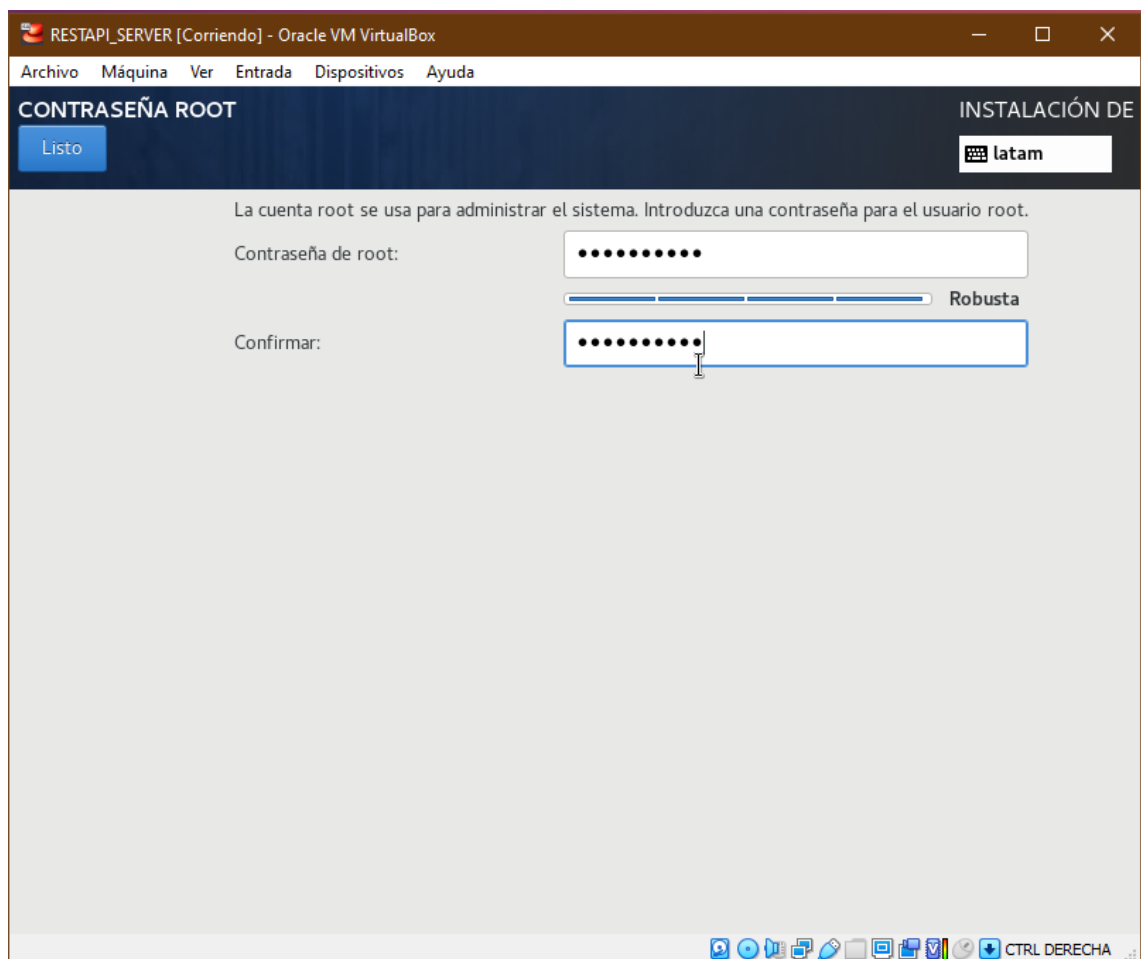 RESTAPI_SERVER [Corriendo] - Oracle VM VirtualBox
Archivo Máquina Ver Entrada Dispositivos Ayuda
CONTRASEÑA ROOT
INSTALACIÓN DE
Listo
latam
La cuenta root se usa para administrar el sistema. Introduzca una contraseña para el usuario root.
Contraseña de root: ••••••••••
Robusta
Confirmar: ••••••••••
CTRL DERECHA